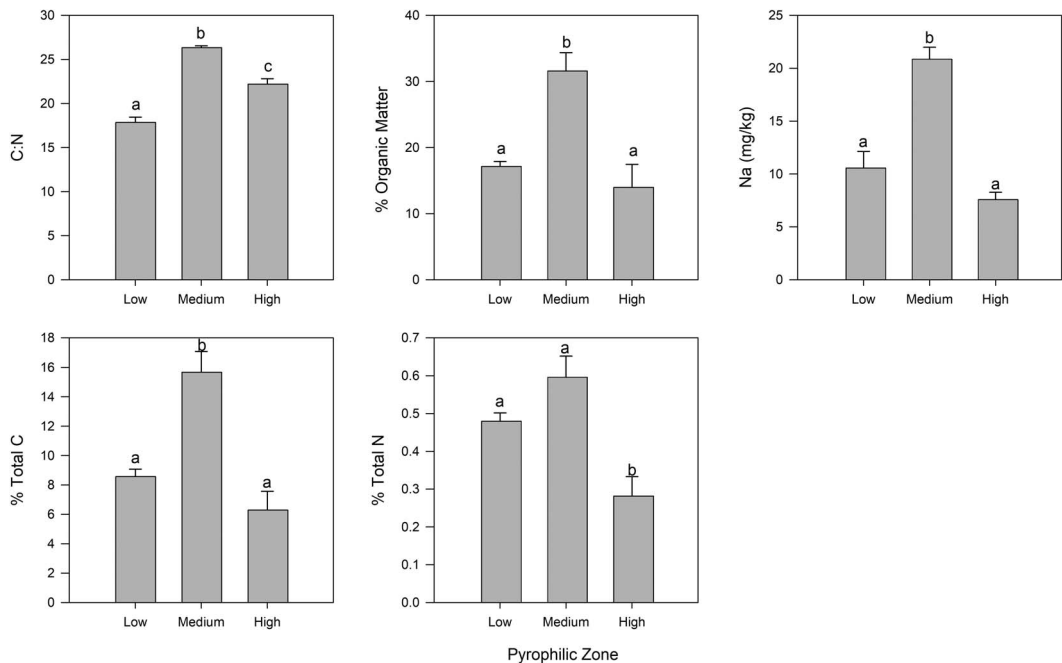 C:N
30
25
20
15
10
5
0
a
b
c
Low Medium High
% Organic Matter
40
30
20
10
0
a
b
a
Low Medium High
Na (mg/kg)
25
20
15
10
5
0
a
b
a
Low Medium High
% Total C
18
16
14
12
10
8
6
4
2
0
a
b
a
Low Medium High
% Total N
0.7
0.6
0.5
0.4
0.3
0.2
0.1
0.0
a
a
b
Low Medium High
Pyrophilic Zone